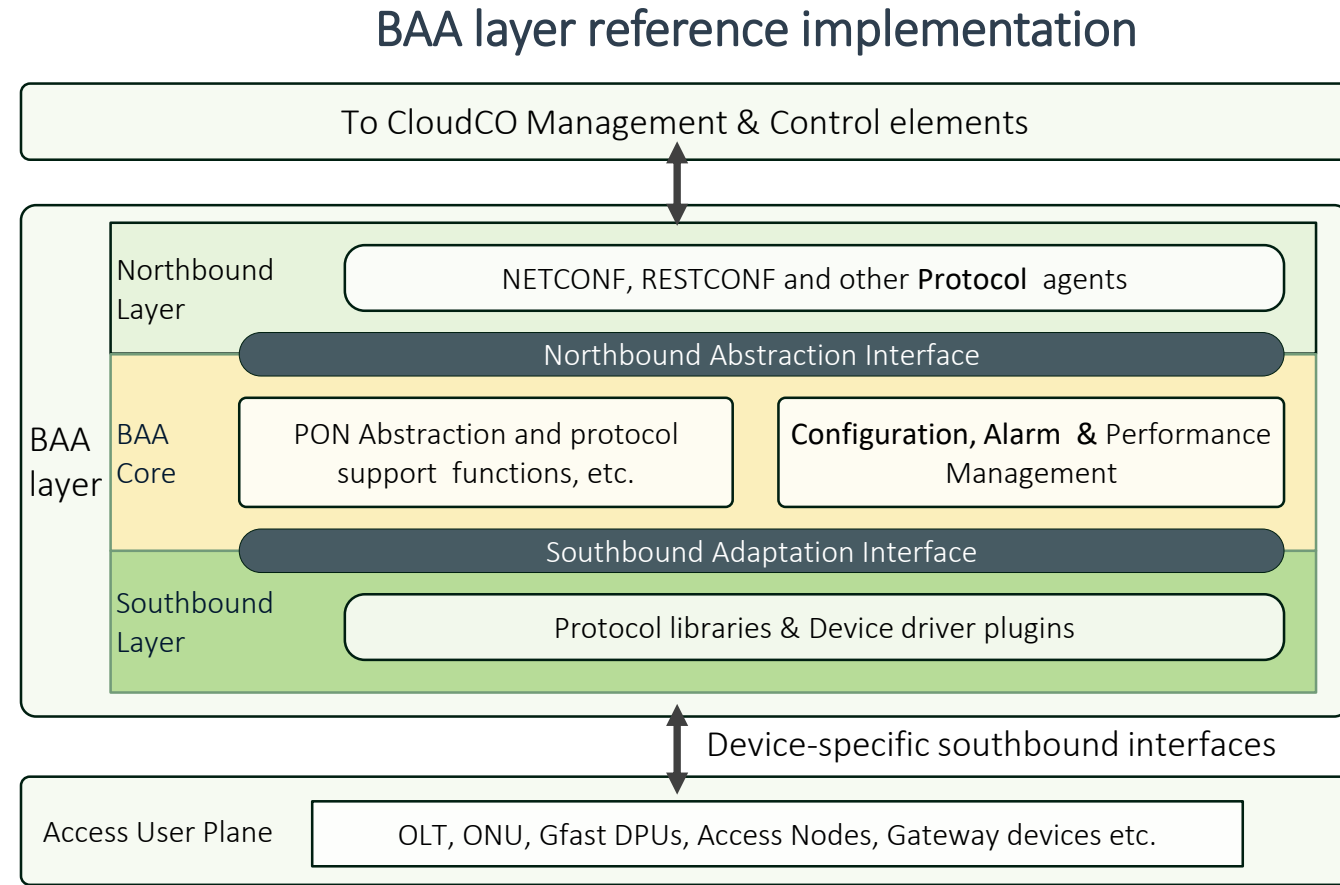 BAA layer reference implementation
To CloudCO Management & Control elements
Northbound
Layer
NETCONF, RESTCONF and other Protocol agents
Northbound Abstraction Interface
BAA
layer
BAA
Core
PON Abstraction and protocol
support functions, etc.
Configuration, Alarm & Performance
Management
Southbound Adaptation Interface
Southbound
Layer
Protocol libraries & Device driver plugins
Device-specific southbound interfaces
Access User Plane
OLT, ONU, Gfast DPUs, Access Nodes, Gateway devices etc.